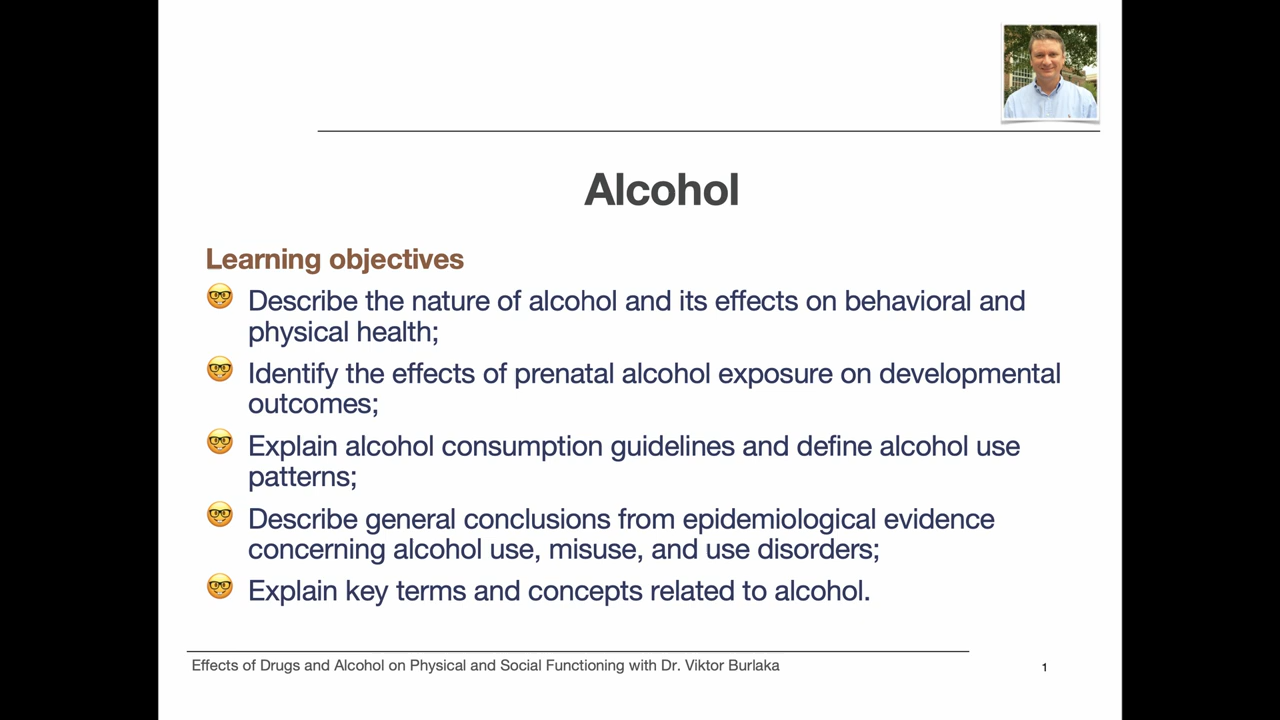 Alcohol
Learning objectives
Describe the nature of alcohol and its effects on behavioral and
physical health;
Identify the effects of prenatal alcohol exposure on developmental
outcomes;
Explain alcohol consumption guidelines and define alcohol use
patterns;
Describe general conclusions from epidemiological evidence
concerning alcohol use, misuse, and use disorders;
Explain key terms and concepts related to alcohol.
Effects of Drugs and Alcohol on Physical and Social Functioning with Dr. Viktor Burlaka
1